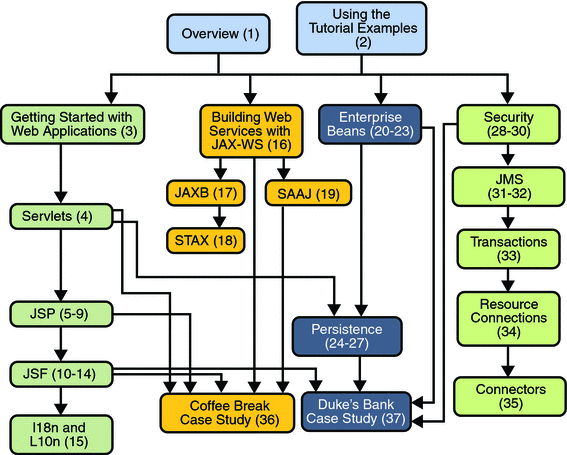 Overview (1)
Using the
Tutorial Examples
(2)
Getting Started with
Web Applications (3)
Building Web
Services with
JAX-WS (16)
Enterprise
Beans (20-23)
Security
(28-30)
JAXB (17)
SAAJ (19)
JMS
(31-32)
Servlets (4)
STAX (18)
Transactions
(33)
JSP (5-9)
Persistence
(24-27)
Resource
Connections
(34)
JSF (10-14)
Coffee Break
Case Study (36)
Duke's Bank
Case Study (37)
Connectors
(35)
I18n and
L10n (15)